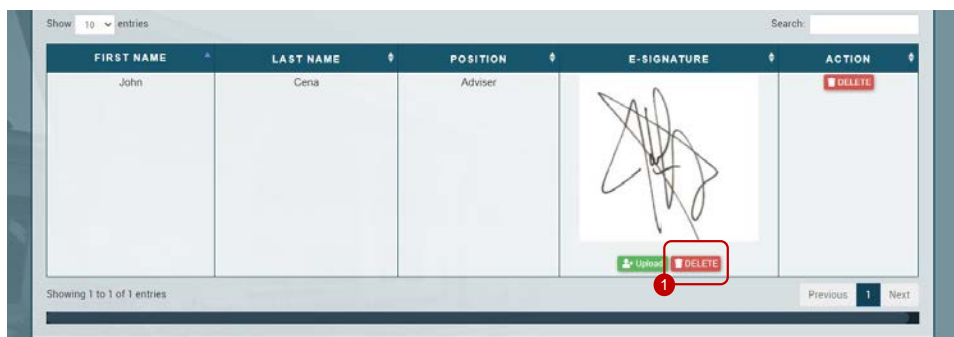 Show 10 entries Search:
FIRST NAME LAST NAME POSITION E-SIGNATURE ACTION
John Cena Adviser DELETE
Upload DELETE
1
Showing 1 to 1 of 1 entries Previous 1 Next